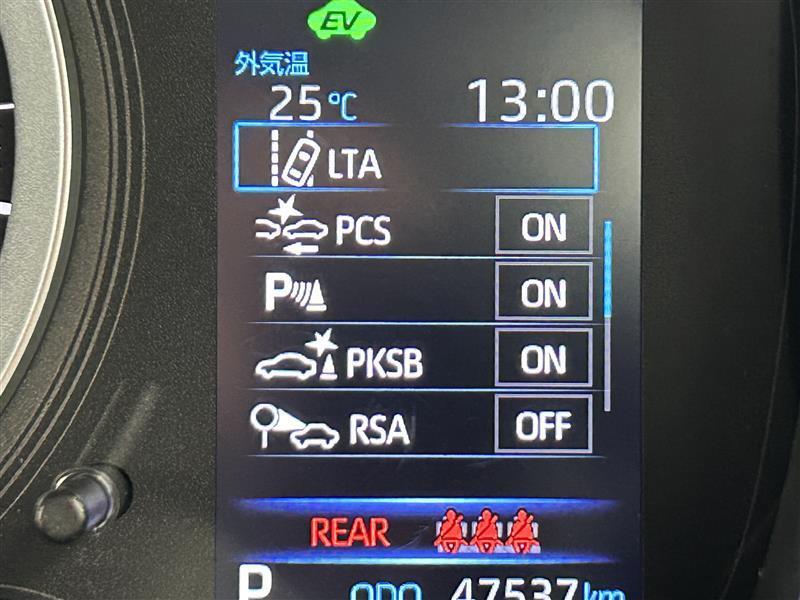 EV
外気温
25℃ 13:00
LTA
PCS ON
P ON
PKSB ON
RSA OFF
REAR
P ODO 47537km